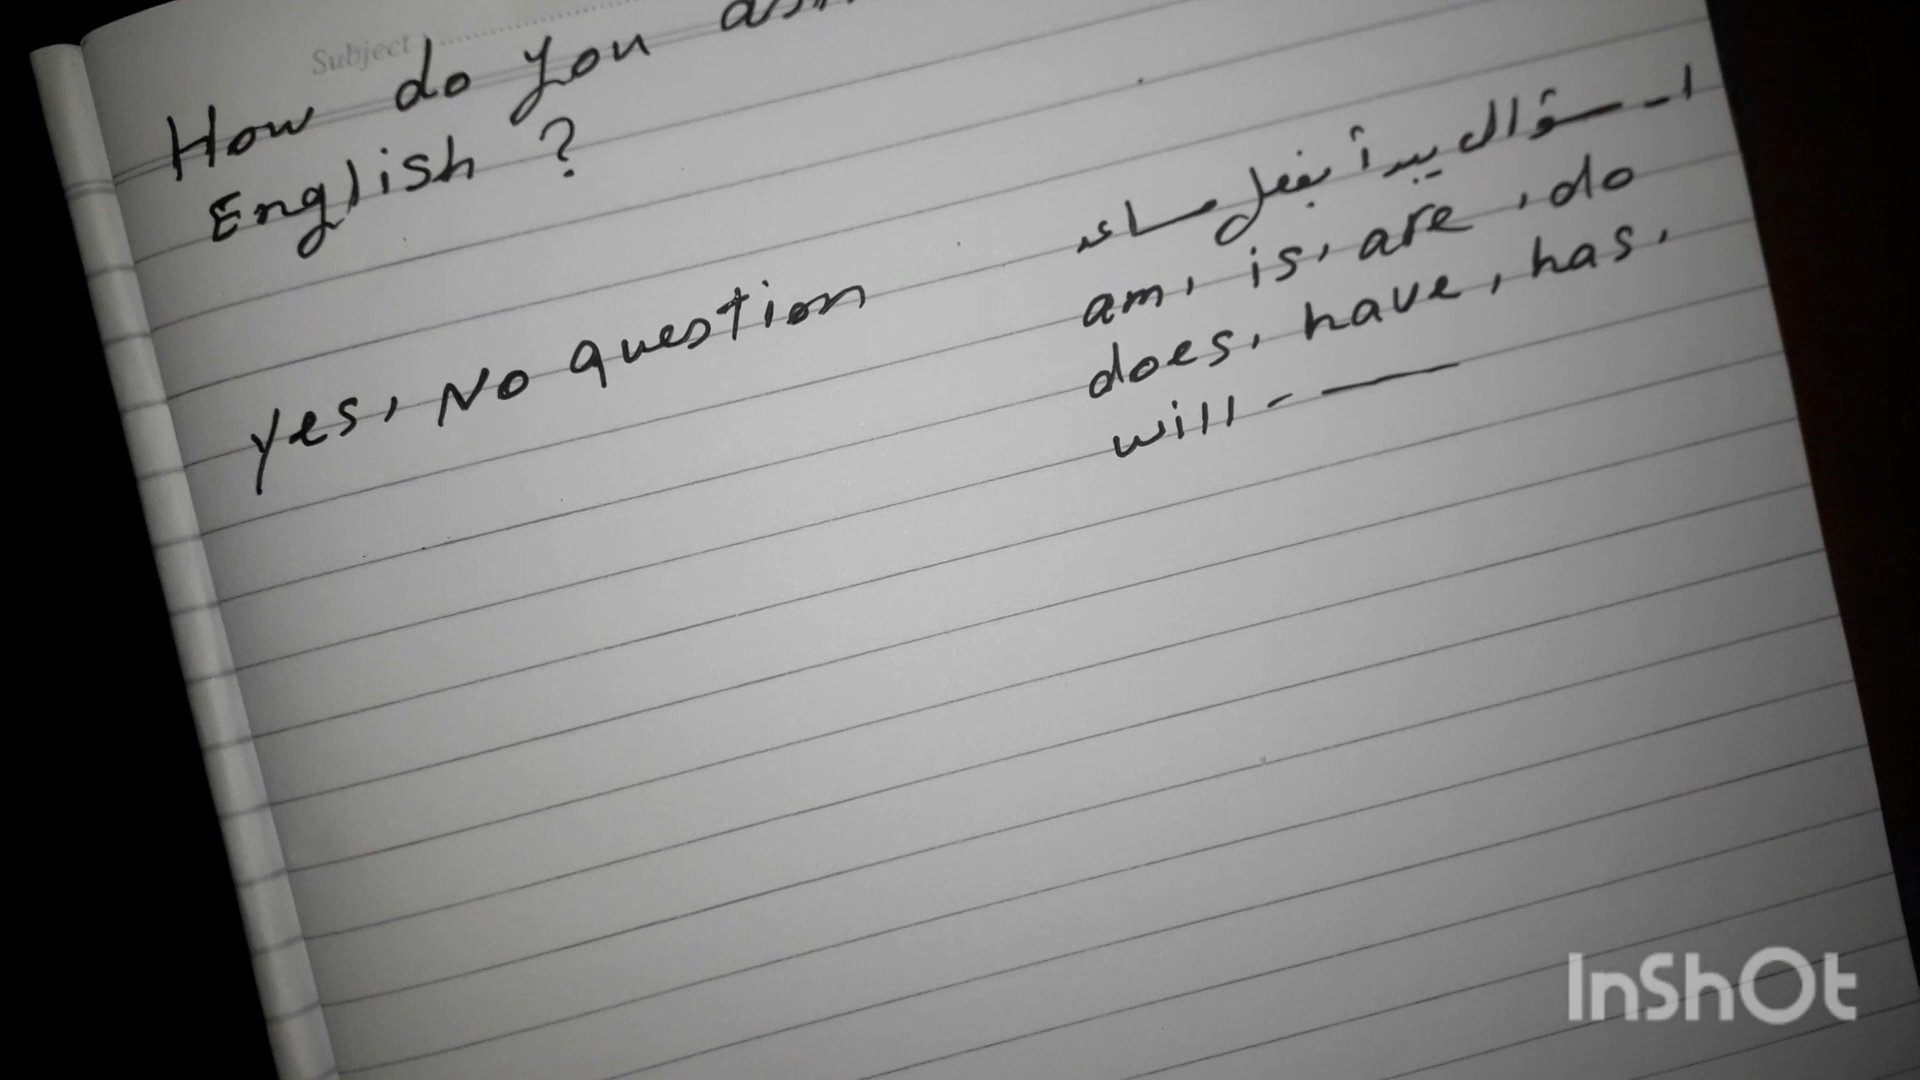 Subject
How do you
English ?
yes, No question
ا - سؤال يبدأ بفعل مساعد
am, is, are, do
does, have, has,
will - —
InShOt